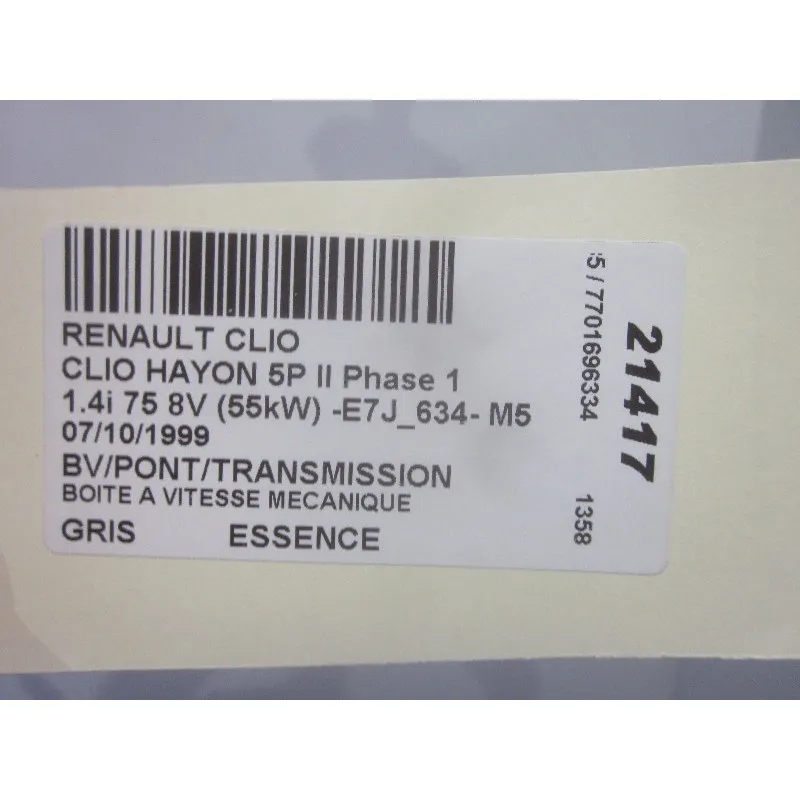 RENAULT CLIO
CLIO HAYON 5P II Phase 1
1.4i 75 8V (55kW) -E7J_634- M5
07/10/1999
BV/PONT/TRANSMISSION
BOITE A VITESSE MECANIQUE
GRIS ESSENCE
5 / 7701696334 1358
21417